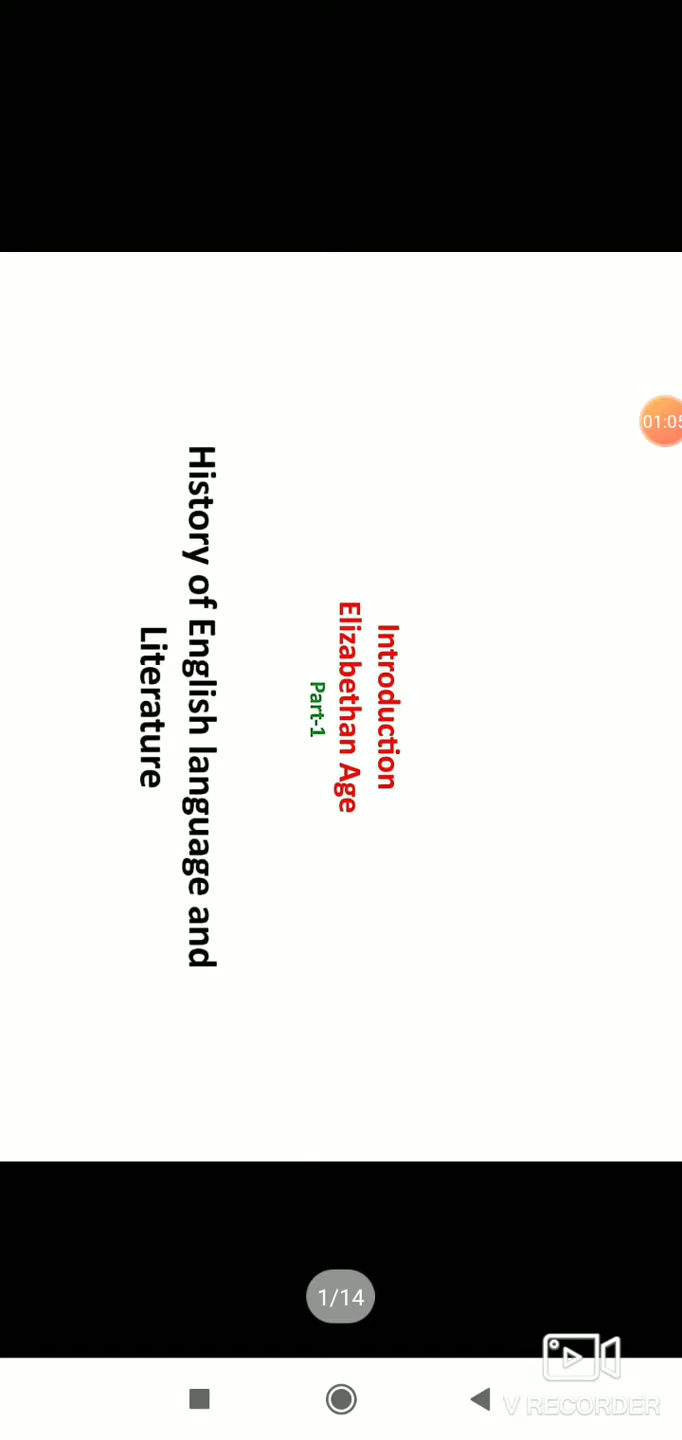 Introduction
Elizabethan Age
Part-1
History of English language and
Literature
01:05
1/14
V RECORDER